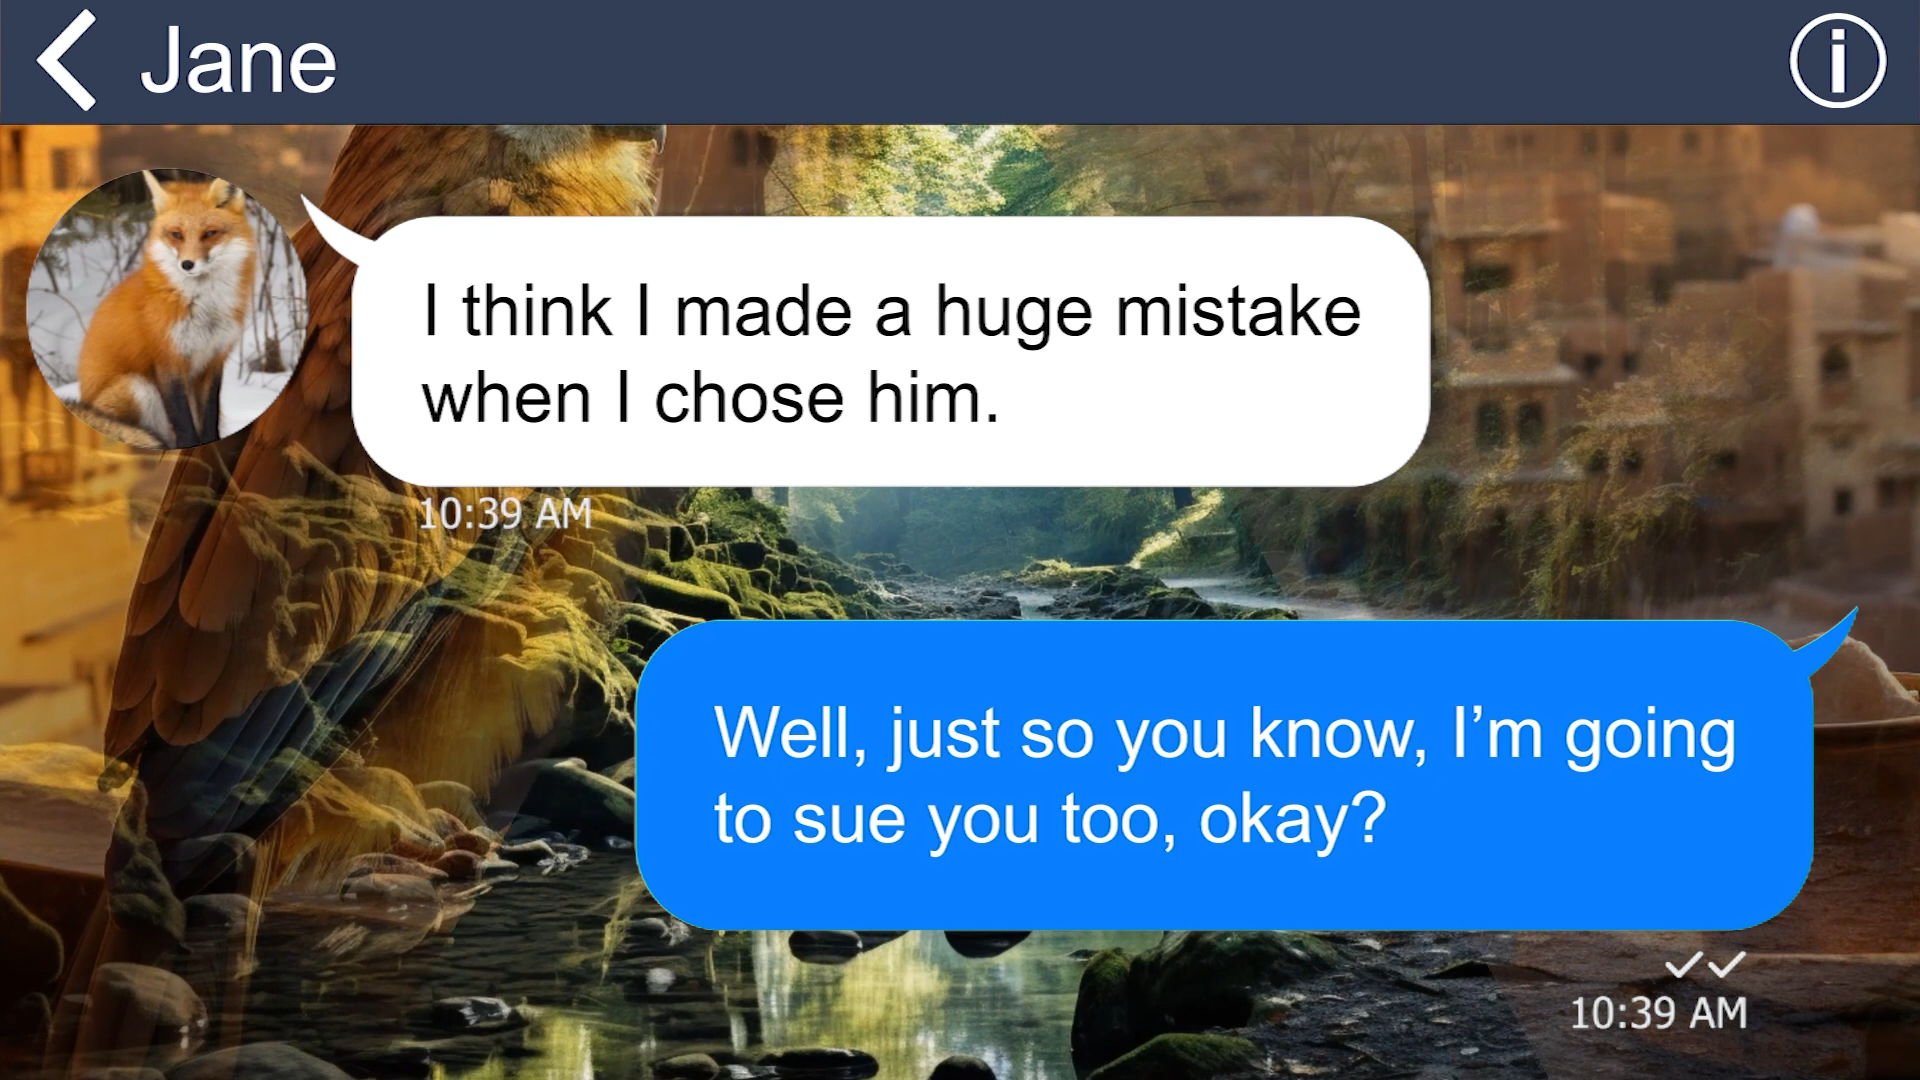 Jane
I think I made a huge mistake
when I chose him.
10:39 AM
Well, just so you know, I’m going
to sue you too, okay?
10:39 AM